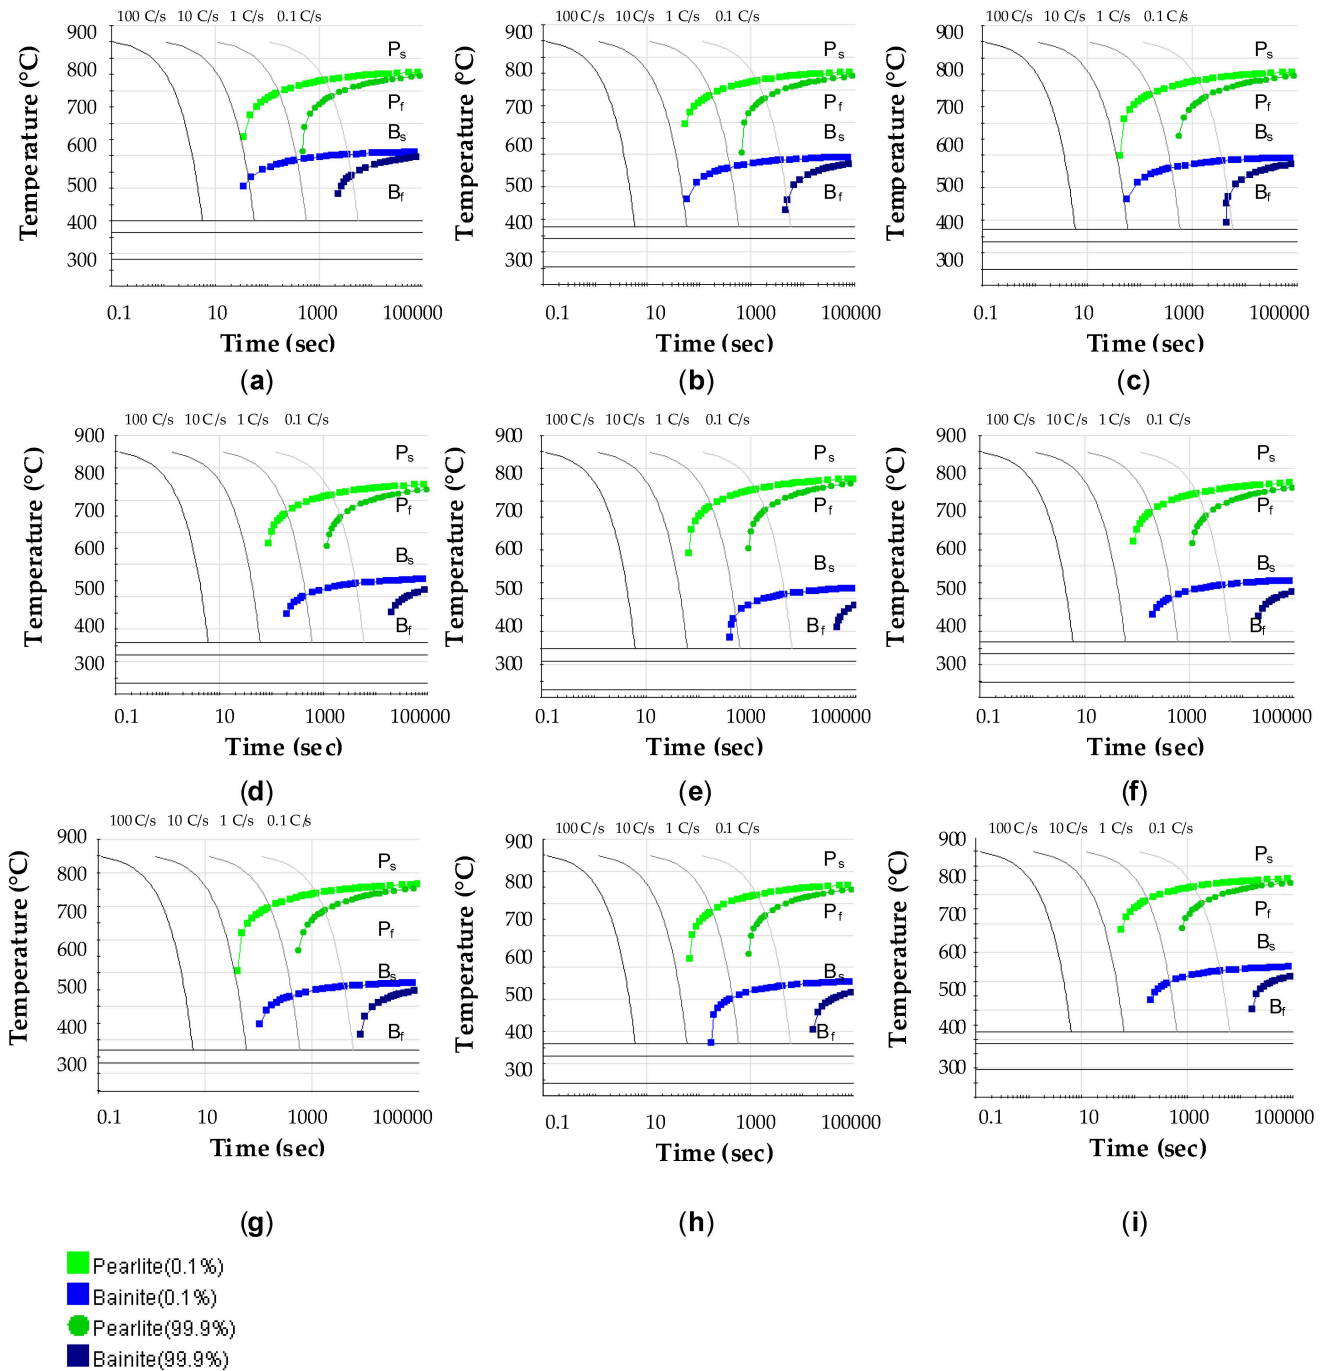 100 C/s 10 C/s 1 C/s 0.1 C/s
900
800
700
600
500
400
300
Temperature (°C)
Ps
Pf
Bs
Bf
0.1 10 1000 100000
Time (sec)
(a)
100 C/s 10 C/s 1 C/s 0.1 C/s
900
800
700
600
500
400
300
Temperature (°C)
Ps
Pf
Bs
Bf
0.1 10 1000 100000
Time (sec)
(b)
100 C/s 10 C/s 1 C/s 0.1 C/s
900
800
700
600
500
400
300
Temperature (°C)
Ps
Pf
Bs
Bf
0.1 10 1000 100000
Time (sec)
(c)
100 C/s 10 C/s 1 C/s 0.1 C/s
900
800
700
600
500
400
300
Temperature (°C)
Ps
Pf
Bs
Bf
0.1 10 1000 100000
Time (sec)
(d)
100 C/s 10 C/s 1 C/s 0.1 C/s
900
800
700
600
500
400
300
Temperature (°C)
Ps
Pf
Bs
Bf
0.1 10 1000 100000
Time (sec)
(e)
100 C/s 10 C/s 1 C/s 0.1 C/s
900
800
700
600
500
400
300
Temperature (°C)
Ps
Pf
Bs
Bf
0.1 10 1000 100000
Time (sec)
(f)
100 C/s 10 C/s 1 C/s 0.1 C/s
900
800
700
600
500
400
300
Temperature (°C)
Ps
Pf
Bs
Bf
0.1 10 1000 100000
Time (sec)
(g)
100 C/s 10 C/s 1 C/s 0.1 C/s
900
800
700
600
500
400
300
Temperature (°C)
Ps
Pf
Bs
Bf
0.1 10 1000 100000
Time (sec)
(h)
100 C/s 10 C/s 1 C/s 0.1 C/s
900
800
700
600
500
400
300
Temperature (°C)
Ps
Pf
Bs
Bf
0.1 10 1000 100000
Time (sec)
(i)
Pearlite(0.1%)
Bainite(0.1%)
Pearlite(99.9%)
Bainite(99.9%)